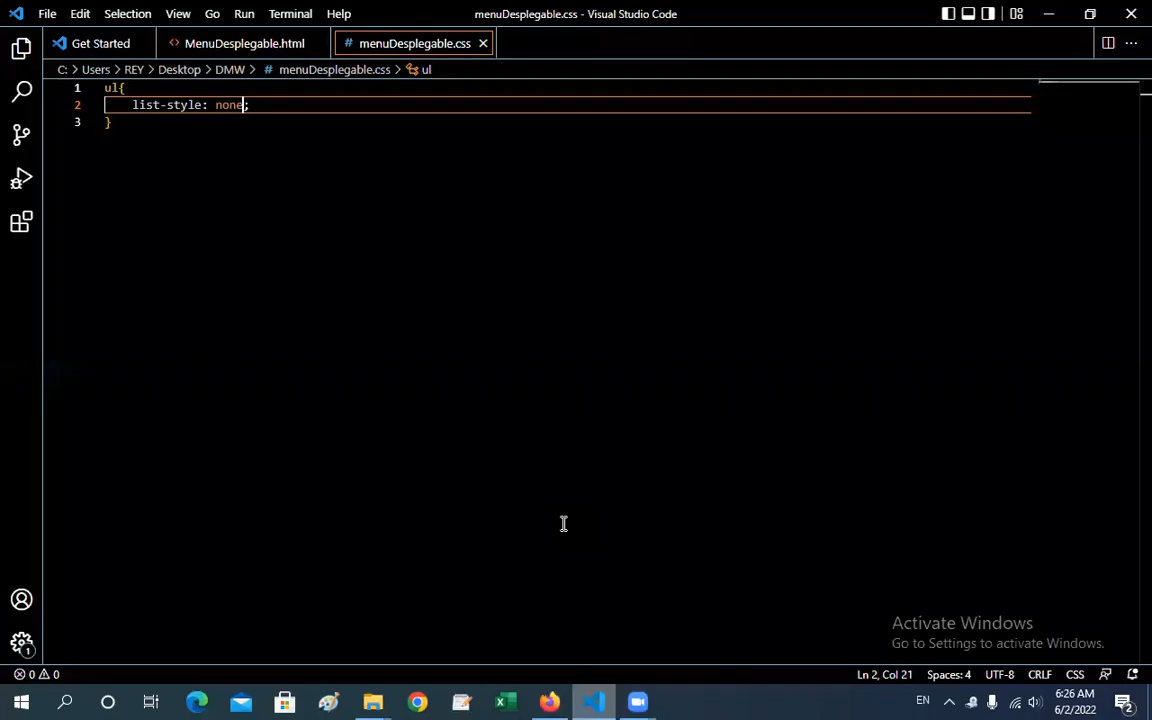 File Edit Selection View Go Run Terminal Help
menuDesplegable.css - Visual Studio Code
Get Started
<> MenuDesplegable.html
# menuDesplegable.css
C: > Users > REY > Desktop > DMW > # menuDesplegable.css > ul
1 ul{
2 list-style: none;
3 }
Activate Windows
Go to Settings to activate Windows.
1
0 0
Ln 2, Col 21 Spaces: 4 UTF-8 CRLF CSS
EN
6:26 AM
6/2/2022
2